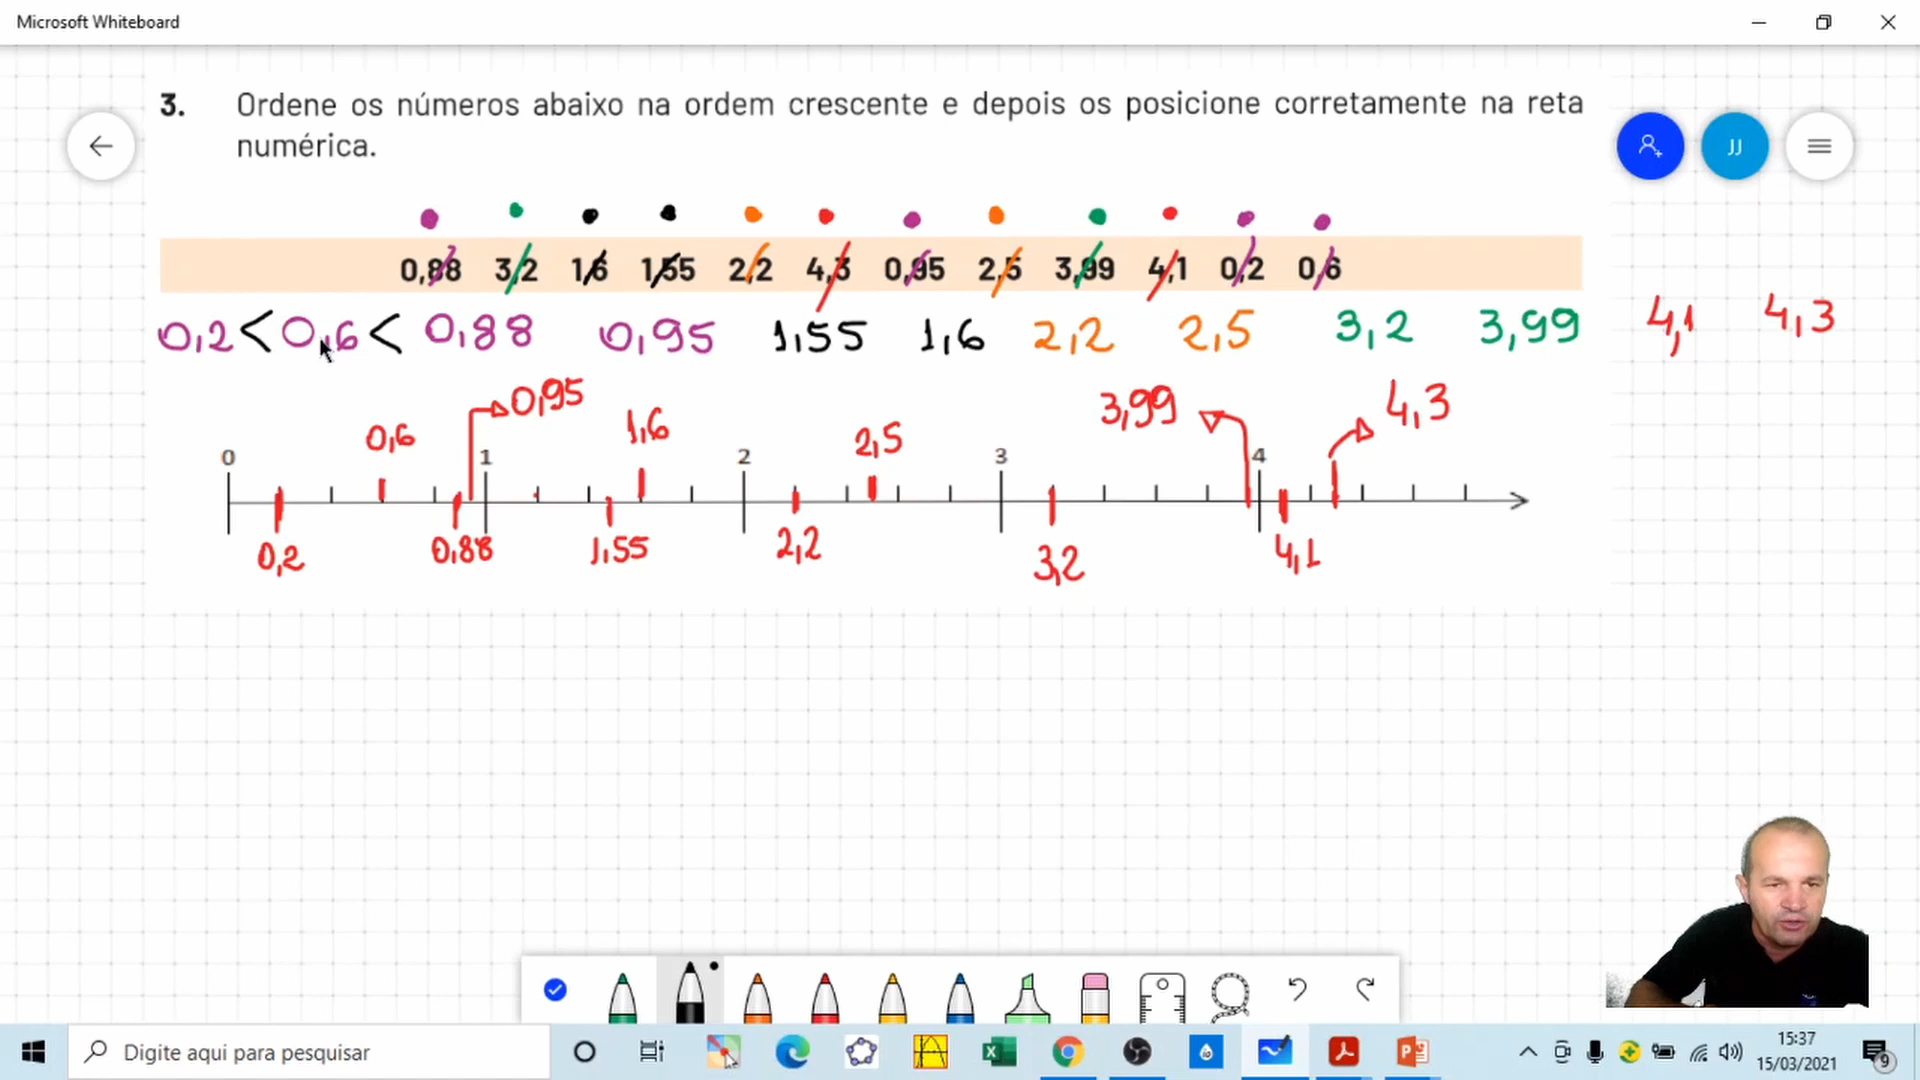 Microsoft Whiteboard
3. Ordene os números abaixo na ordem crescente e depois os posicione corretamente na reta
numérica.
JJ
0,88 3,2 1,6 1,55 2,2 4,3 0,95 2,5 3,99 4,1 0,2 0,6
0,2 < 0,6 < 0,88 0,95 1,55 1,6 2,2 2,5 3,2 3,99 4,1 4,3
0,6 0,95 1,6 2,5 3,99 4,3
0 1 2 3 4
0,2 0,88 1,55 2,2 3,2 4,1
Digite aqui para pesquisar
15:37
15/03/2021
9